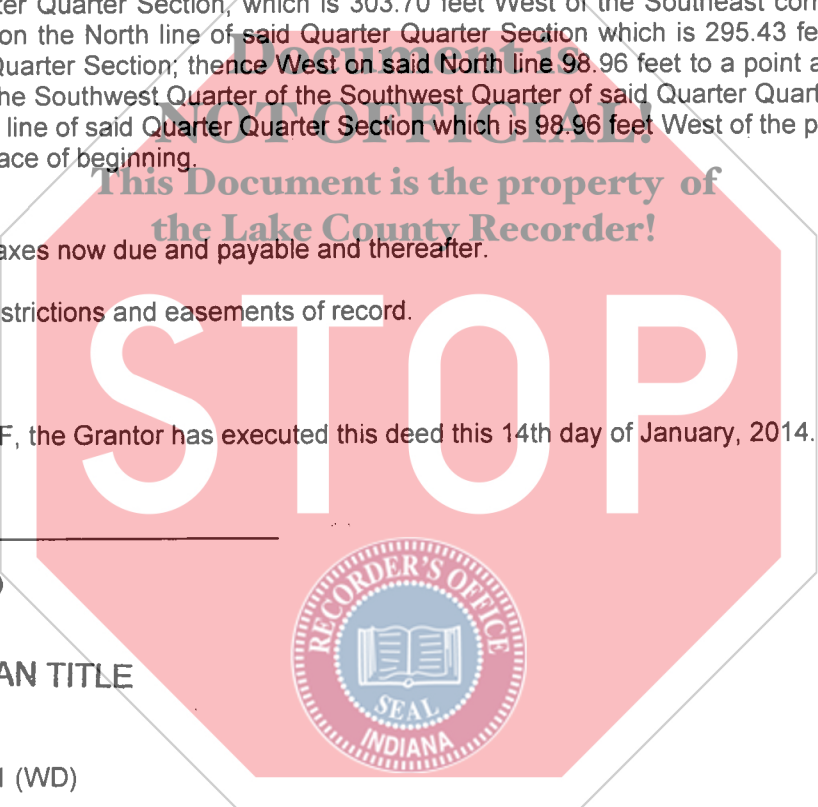 ter Quarter Section, which is 303.70 feet West of the Southeast corn
on the North line of said Quarter Quarter Section which is 295.43 fe
Quarter Section; thence West on said North line 98.96 feet to a point a
he Southwest Quarter of the Southwest Quarter of said Quarter Quart
line of said Quarter Quarter Section which is 98.96 feet West of the p
ace of beginning.
Document is
NOT OFFICIAL!
This Document is the property of
the Lake County Recorder!
axes now due and payable and thereafter.
strictions and easements of record.
STOP
F, the Grantor has executed this deed this 14th day of January, 2014.
RECORDER'S OFFICE
SEAL
INDIANA
AN TITLE
(WD)